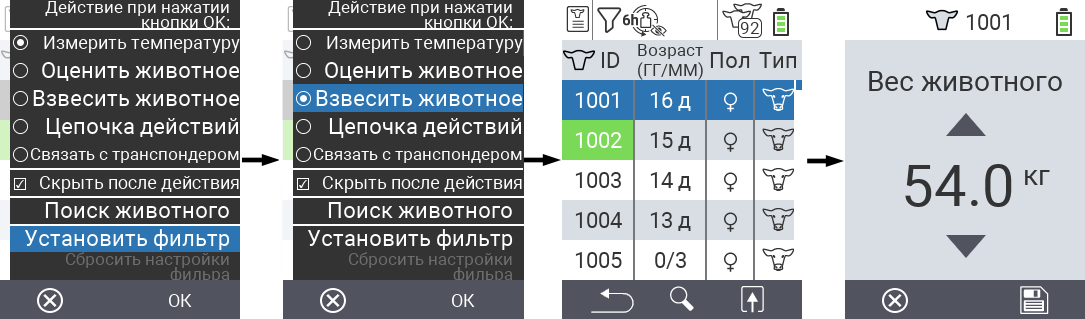 Действие при нажатии
кнопки OK:
Измерить температуру
Оценить животное
Взвесить животное
Цепочка действий
Связать с транспондером
Скрыть после действия
Поиск животного
Установить фильтр
Сбросить настройки
фильра
OK
Действие при нажатии
кнопки OK:
Измерить температуру
Оценить животное
Взвесить животное
Цепочка действий
Связать с транспондером
Скрыть после действия
Поиск животного
Установить фильтр
Сбросить настройки
фильра
OK
6h 92
ID Возраст (ГГ/ММ) Пол Тип
1001 16 д ♀
1002 15 д ♀
1003 14 д ♀
1004 13 д ♀
1005 0/3 ♀
1001
Вес животного
54.0 кг